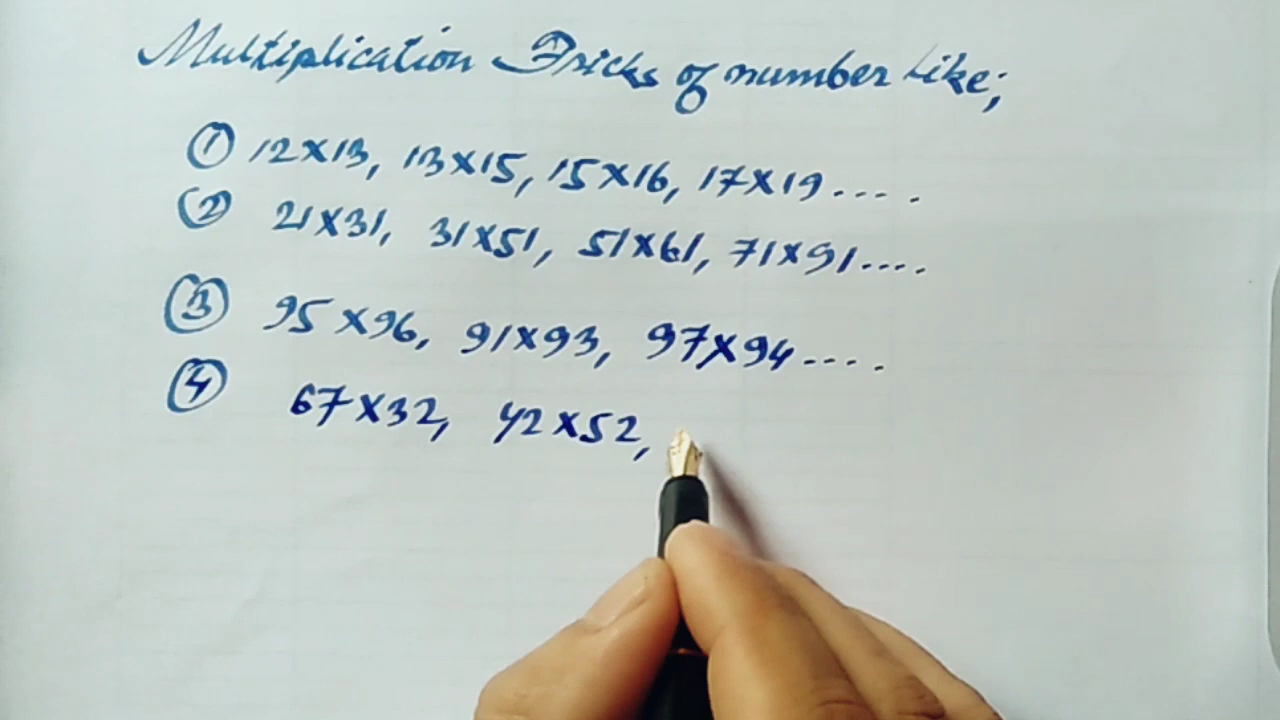 Multiplication Tricks of number like;
① 12×13, 13×15, 15×16, 17×19....
② 21×31, 31×51, 51×61, 71×91....
③ 95×96, 91×93, 97×94....
④ 67×32, 42×52,